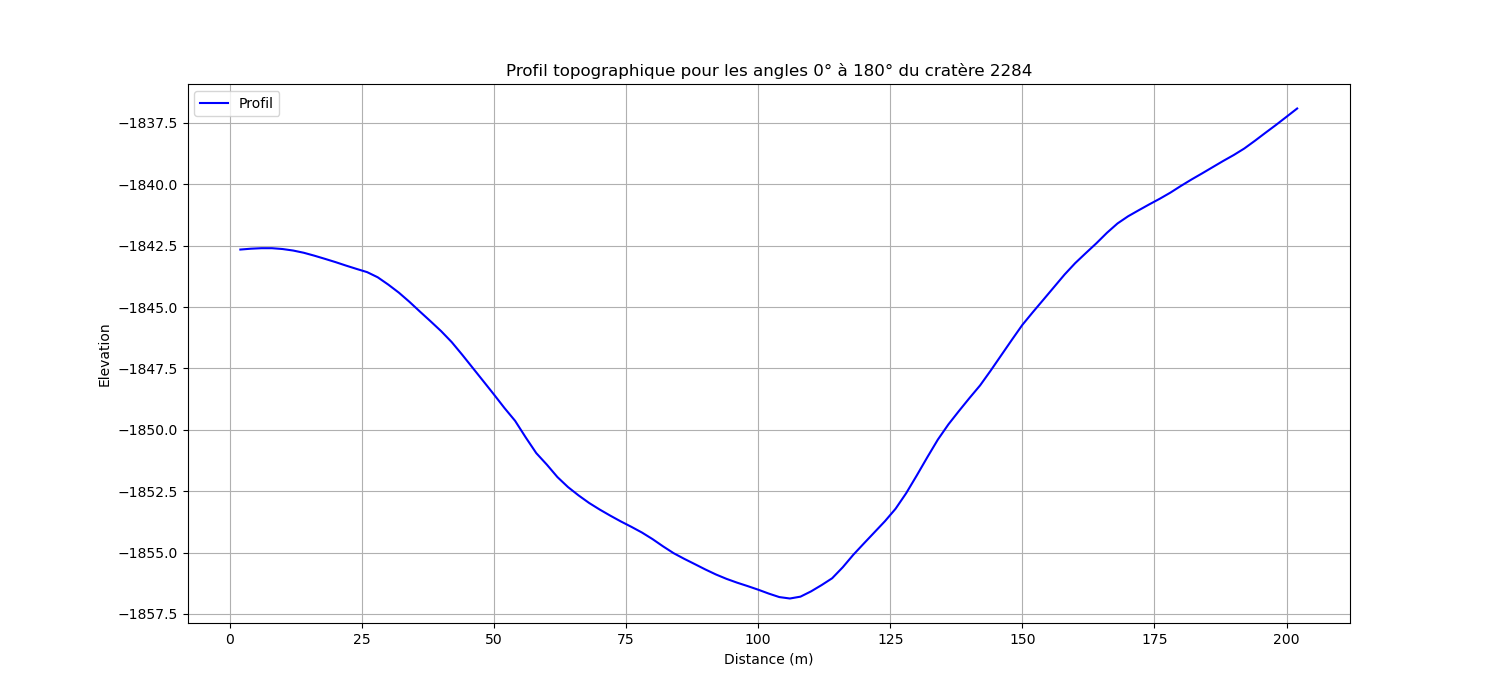 Profil topographique pour les angles 0° à 180° du cratère 2284
Profil
−1837.5
−1840.0
−1842.5
−1845.0
−1847.5
−1850.0
−1852.5
−1855.0
−1857.5
Elevation
0 25 50 75 100 125 150 175 200
Distance (m)